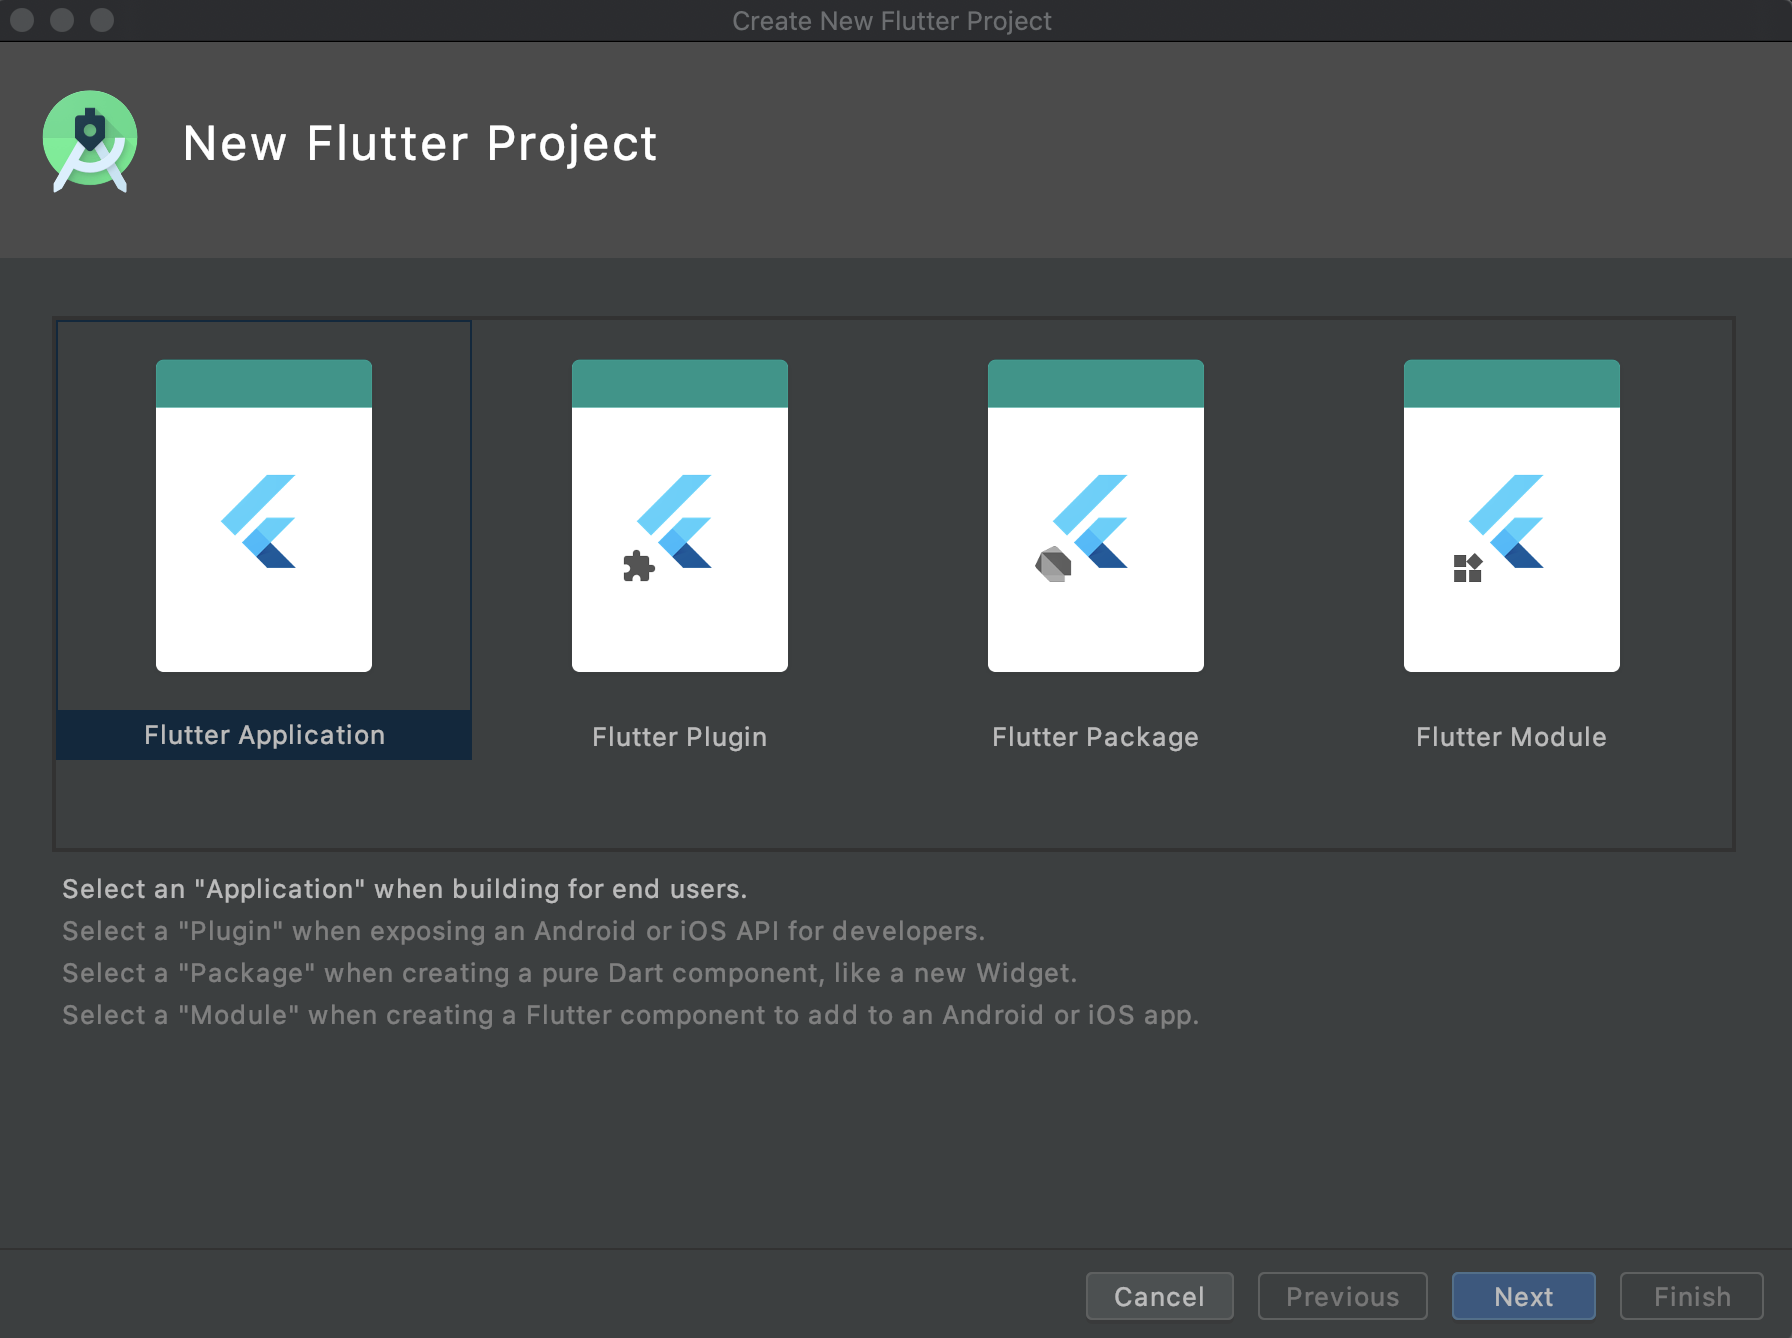 Create New Flutter Project
New Flutter Project
Flutter Application
Flutter Plugin
Flutter Package
Flutter Module
Select an "Application" when building for end users.
Select a "Plugin" when exposing an Android or iOS API for developers.
Select a "Package" when creating a pure Dart component, like a new Widget.
Select a "Module" when creating a Flutter component to add to an Android or iOS app.
Cancel
Previous
Next
Finish